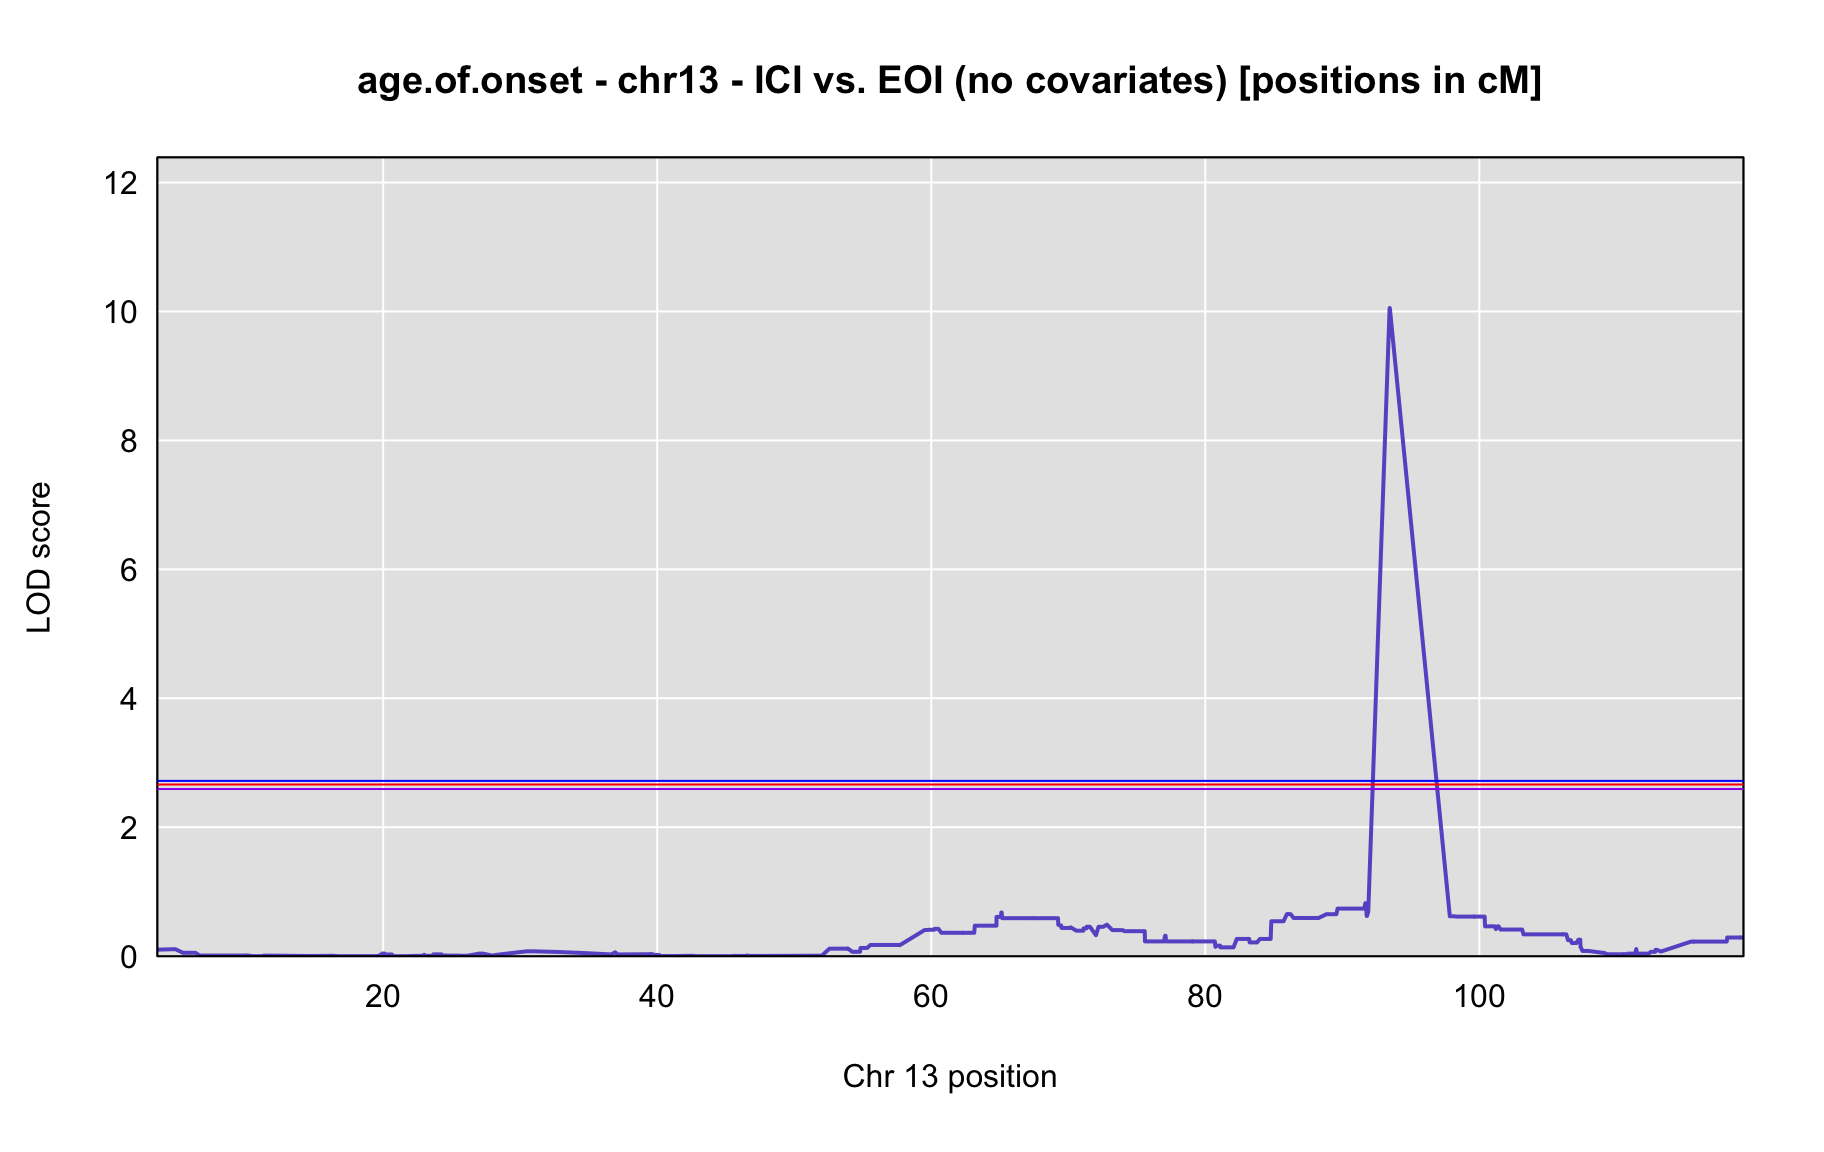 age.of.onset - chr13 - ICI vs. EOI (no covariates) [positions in cM]
12
10
8
6
4
2
0
LOD score
20 40 60 80 100
Chr 13 position